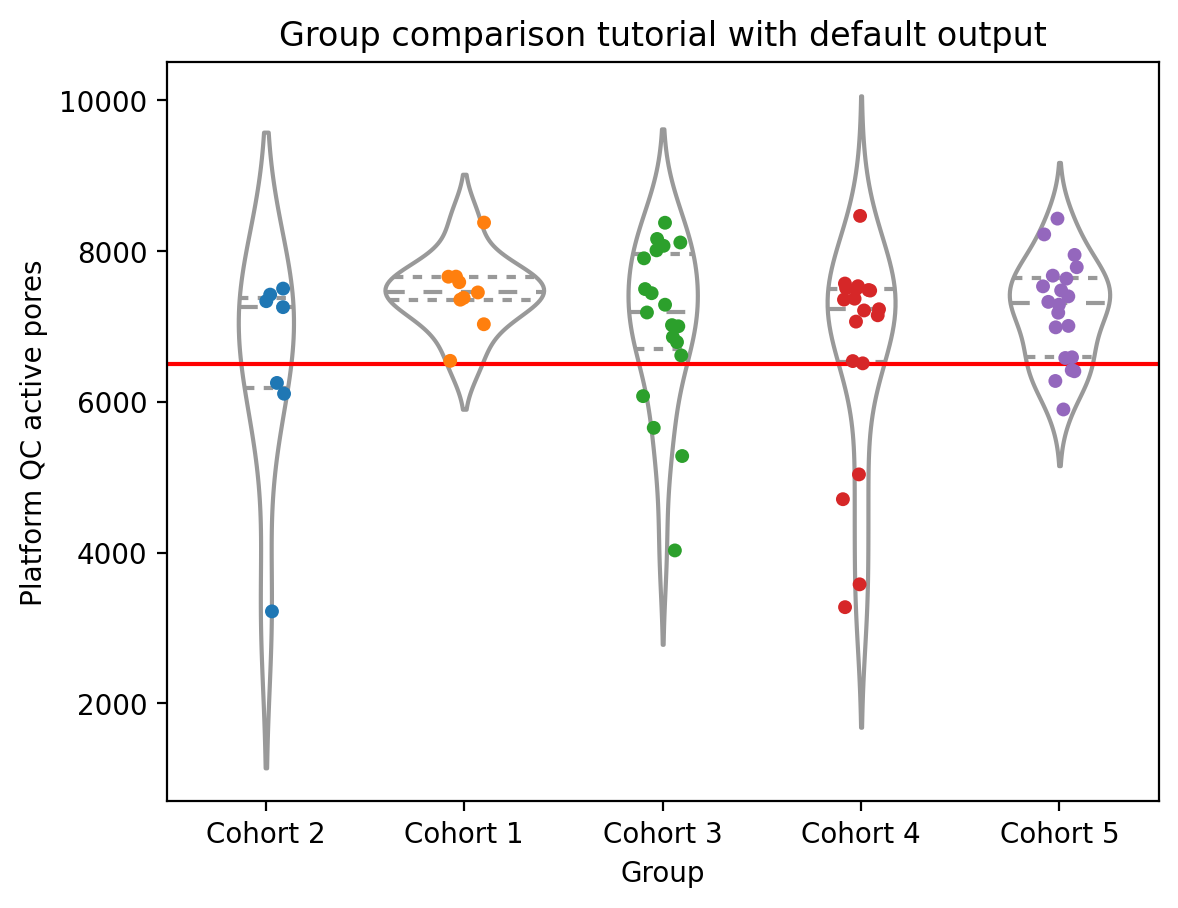 Group comparison tutorial with default output
Platform QC active pores
10000
8000
6000
4000
2000
Cohort 2
Cohort 1
Cohort 3
Cohort 4
Cohort 5
Group